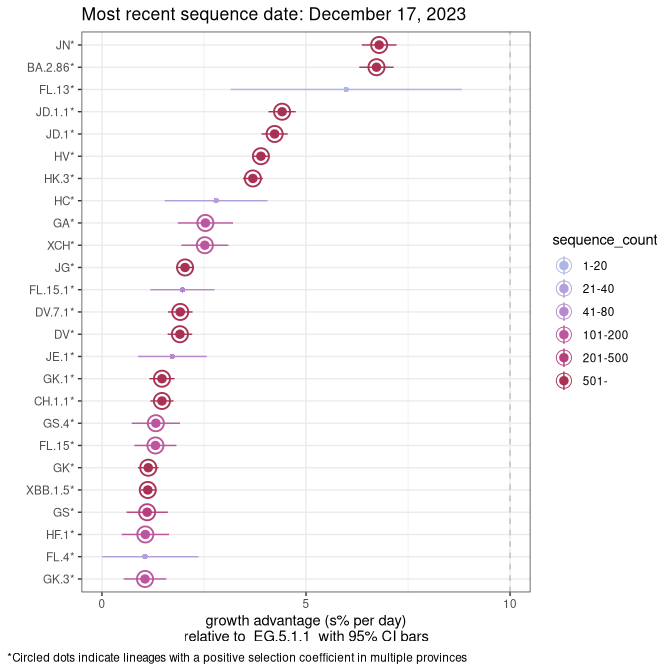 Most recent sequence date: December 17, 2023
JN*
BA.2.86*
FL.13*
JD.1.1*
JD.1*
HV*
HK.3*
HC*
GA*
XCH*
JG*
FL.15.1*
DV.7.1*
DV*
JE.1*
GK.1*
CH.1.1*
GS.4*
FL.15*
GK*
XBB.1.5*
GS*
HF.1*
FL.4*
GK.3*
0 5 10
growth advantage (s% per day)
relative to EG.5.1.1 with 95% CI bars
sequence_count
1-20
21-40
41-80
101-200
201-500
501-
*Circled dots indicate lineages with a positive selection coefficient in multiple provinces